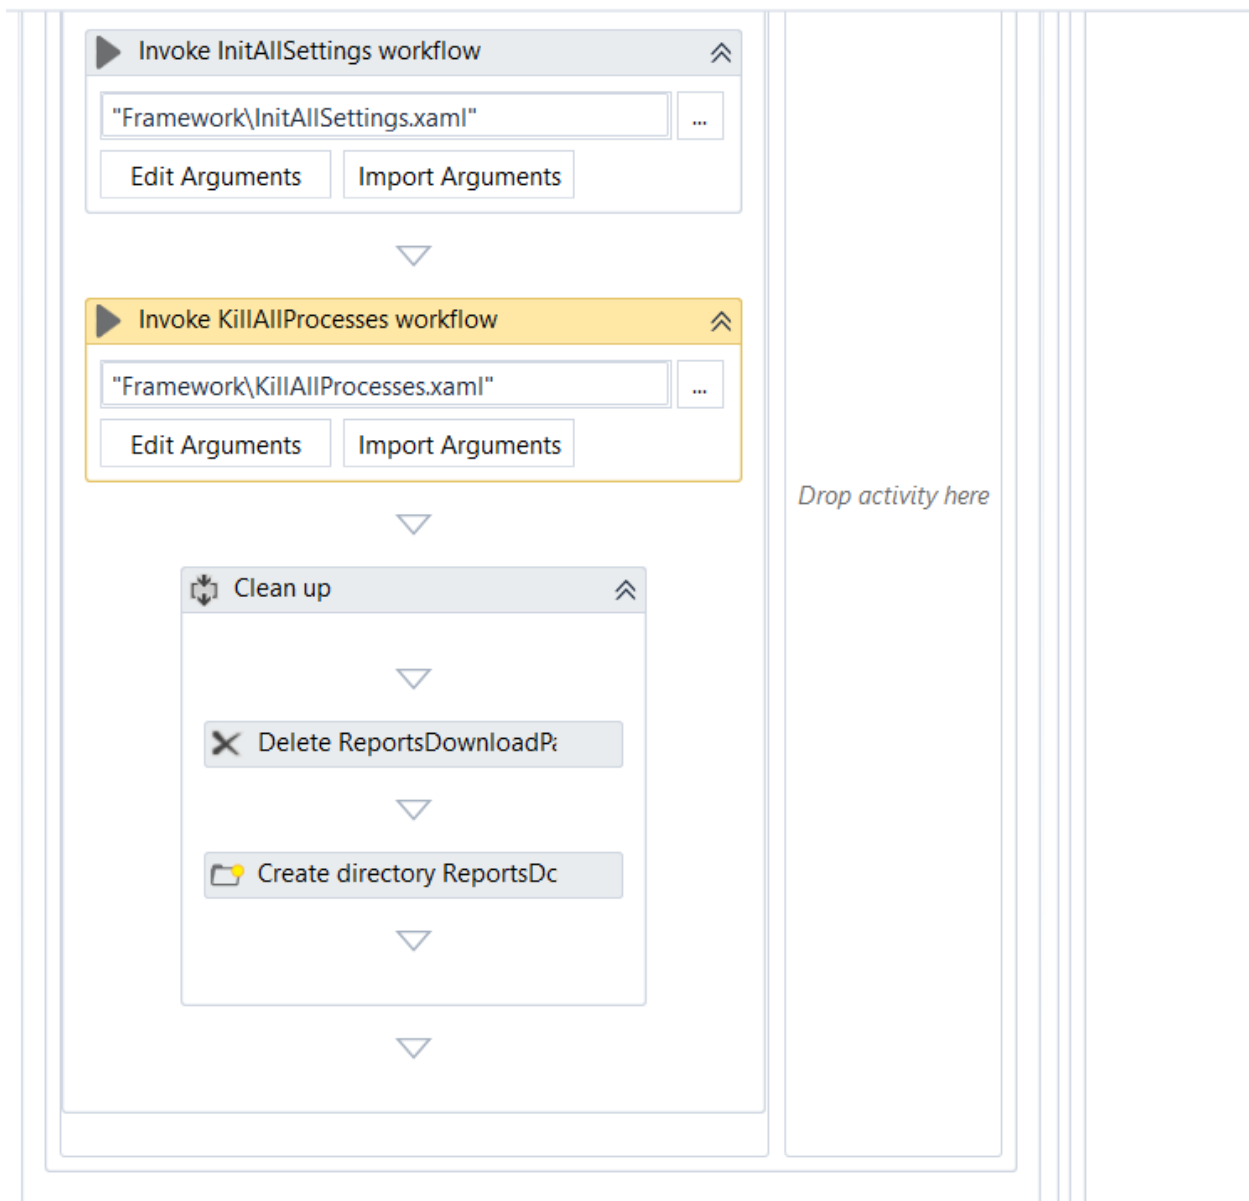 Invoke InitAllSettings workflow
"Framework\InitAllSettings.xaml"
...
Edit Arguments
Import Arguments
Invoke KillAllProcesses workflow
"Framework\KillAllProcesses.xaml"
...
Edit Arguments
Import Arguments
Drop activity here
Clean up
Delete ReportsDownloadPa
Create directory ReportsDc